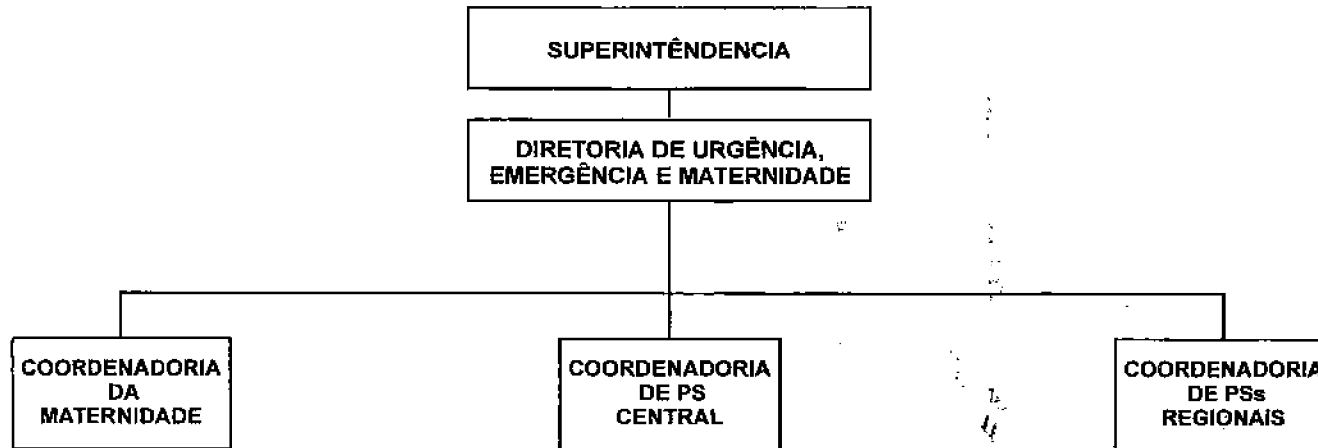 SUPERINTÊNDENCIA
DIRETORIA DE URGÊNCIA,
EMERGÊNCIA E MATERNIDADE
COORDENADORIA
DA
MATERNIDADE
COORDENADORIA
DE PS
CENTRAL
COORDENADORIA
DE PSs
REGIONAIS